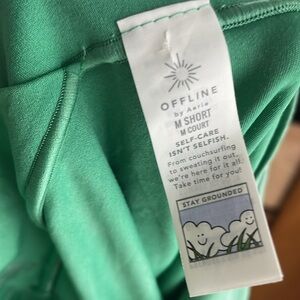 OFFLINE
by Aerie
M SHORT
M COURT
SELF-CARE
ISN'T SELFISH.
From couchsurfing
to sweating it out,
we're here for it all.
Take time for you!
STAY GROUNDED